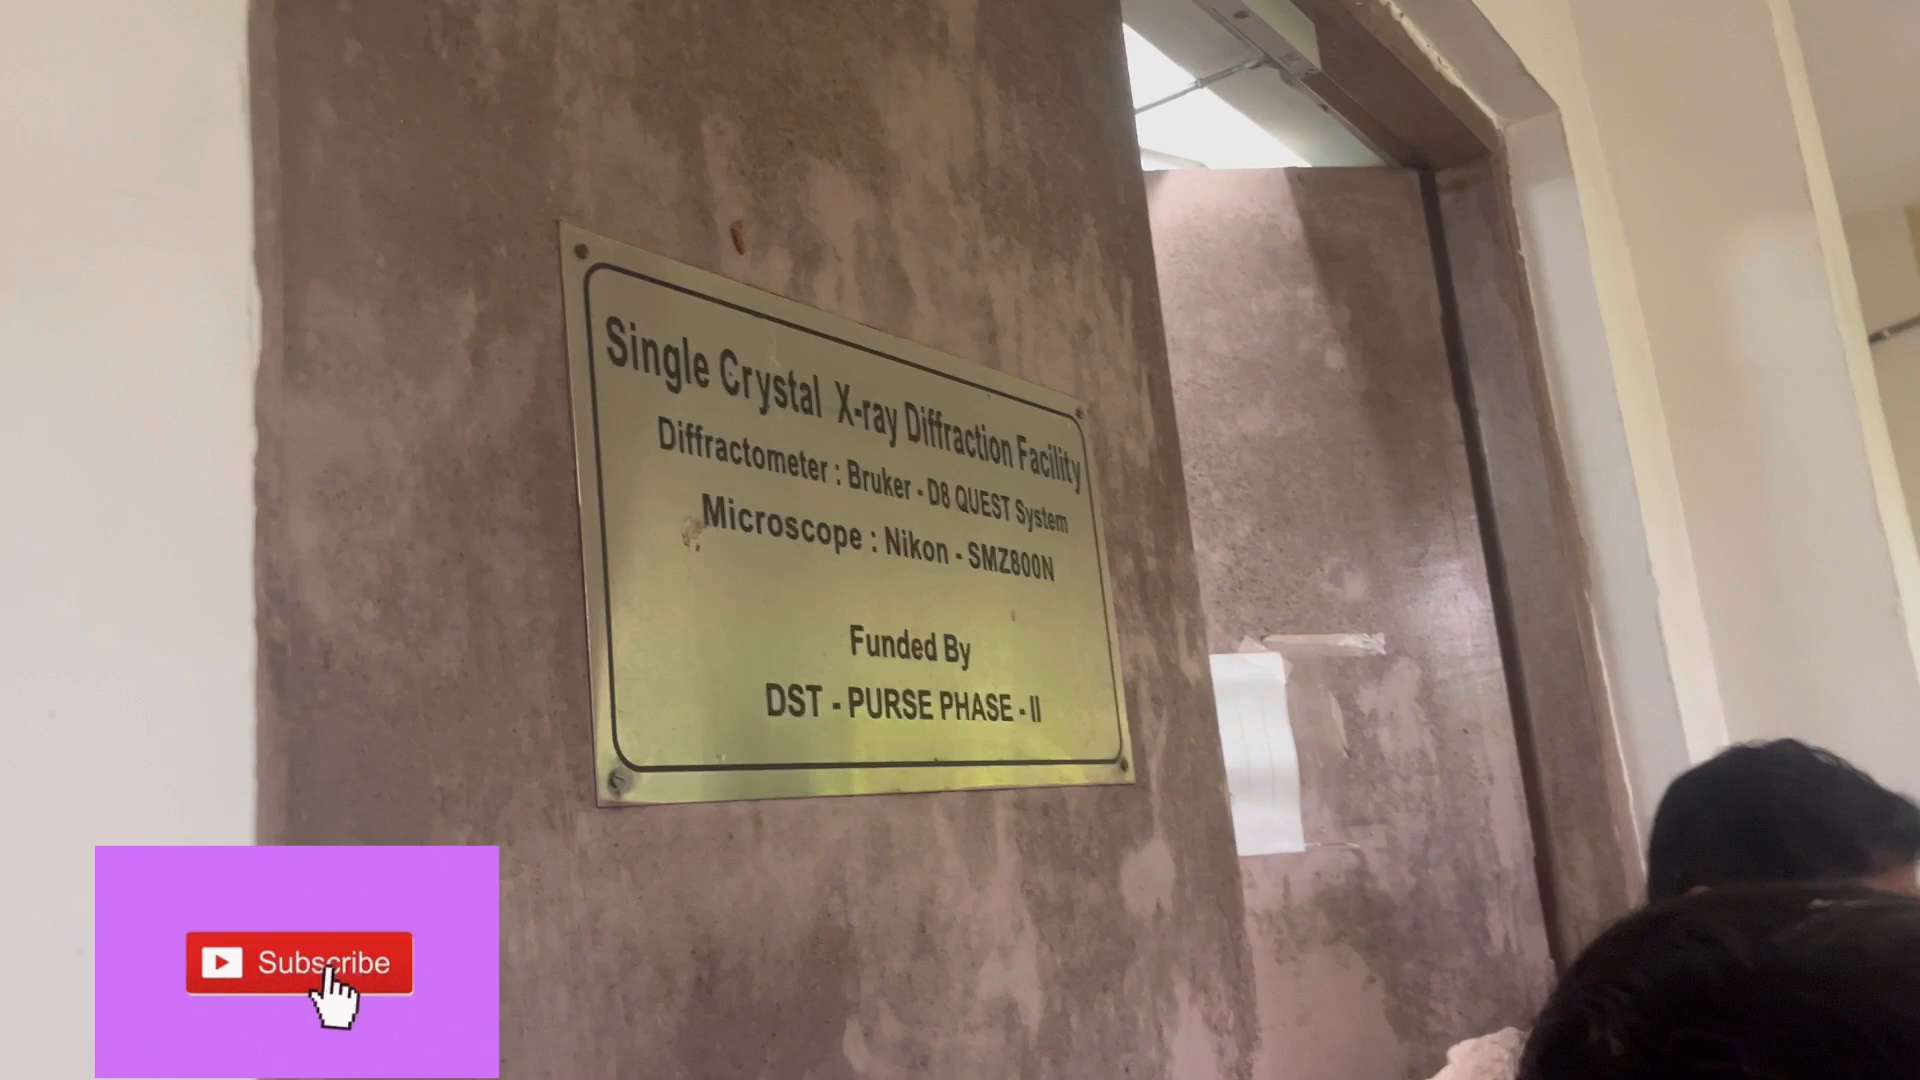 Single Crystal X-ray Diffraction Facility
Diffractometer : Bruker - D8 QUEST System
Microscope : Nikon - SMZ800N
Funded By
DST - PURSE PHASE - II
Subscribe